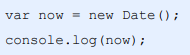 var now = new Date();
console.log(now);